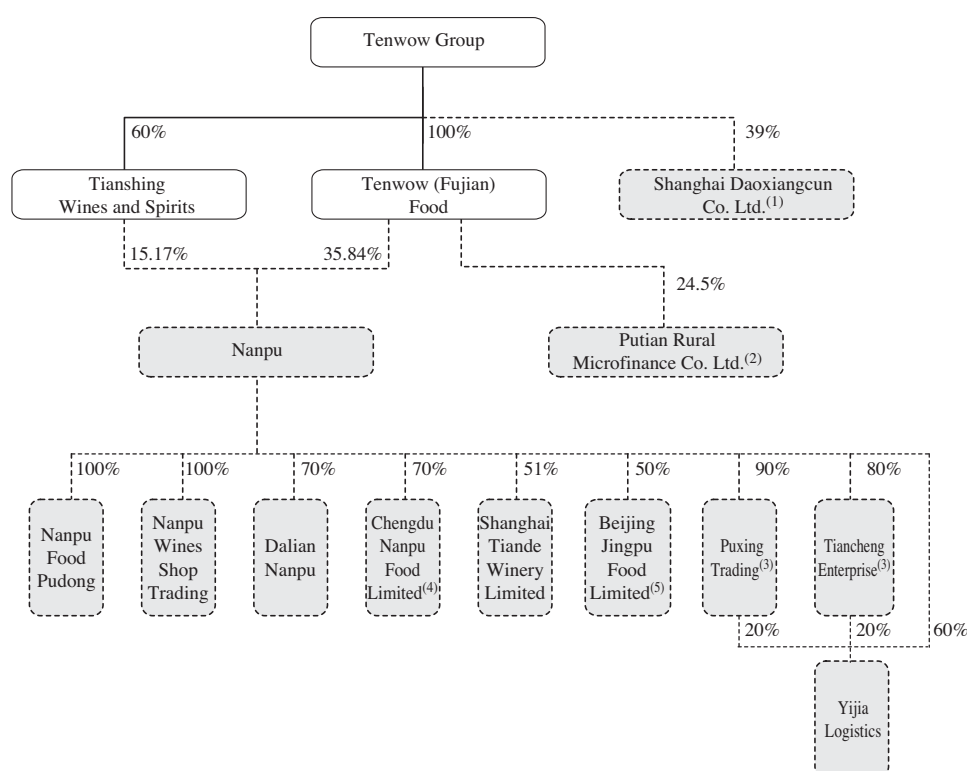 Tenwow Group
60%
100%
39%
Tianshing
Wines and Spirits
Tenwow (Fujian)
Food
Shanghai Daoxiangcun
Co. Ltd.(1)
15.17%
35.84%
24.5%
Nanpu
Putian Rural
Microfinance Co. Ltd.(2)
100%
100%
70%
70%
51%
50%
90%
80%
Nanpu
Food
Pudong
Nanpu
Wines
Shop
Trading
Dalian
Nanpu
Chengdu
Nanpu
Food
Limited(4)
Shanghai
Tiande
Winery
Limited
Beijing
Jingpu
Food
Limited(5)
Puxing
Trading(3)
Tiancheng
Enterprise(3)
20%
20%
60%
Yijia
Logistics